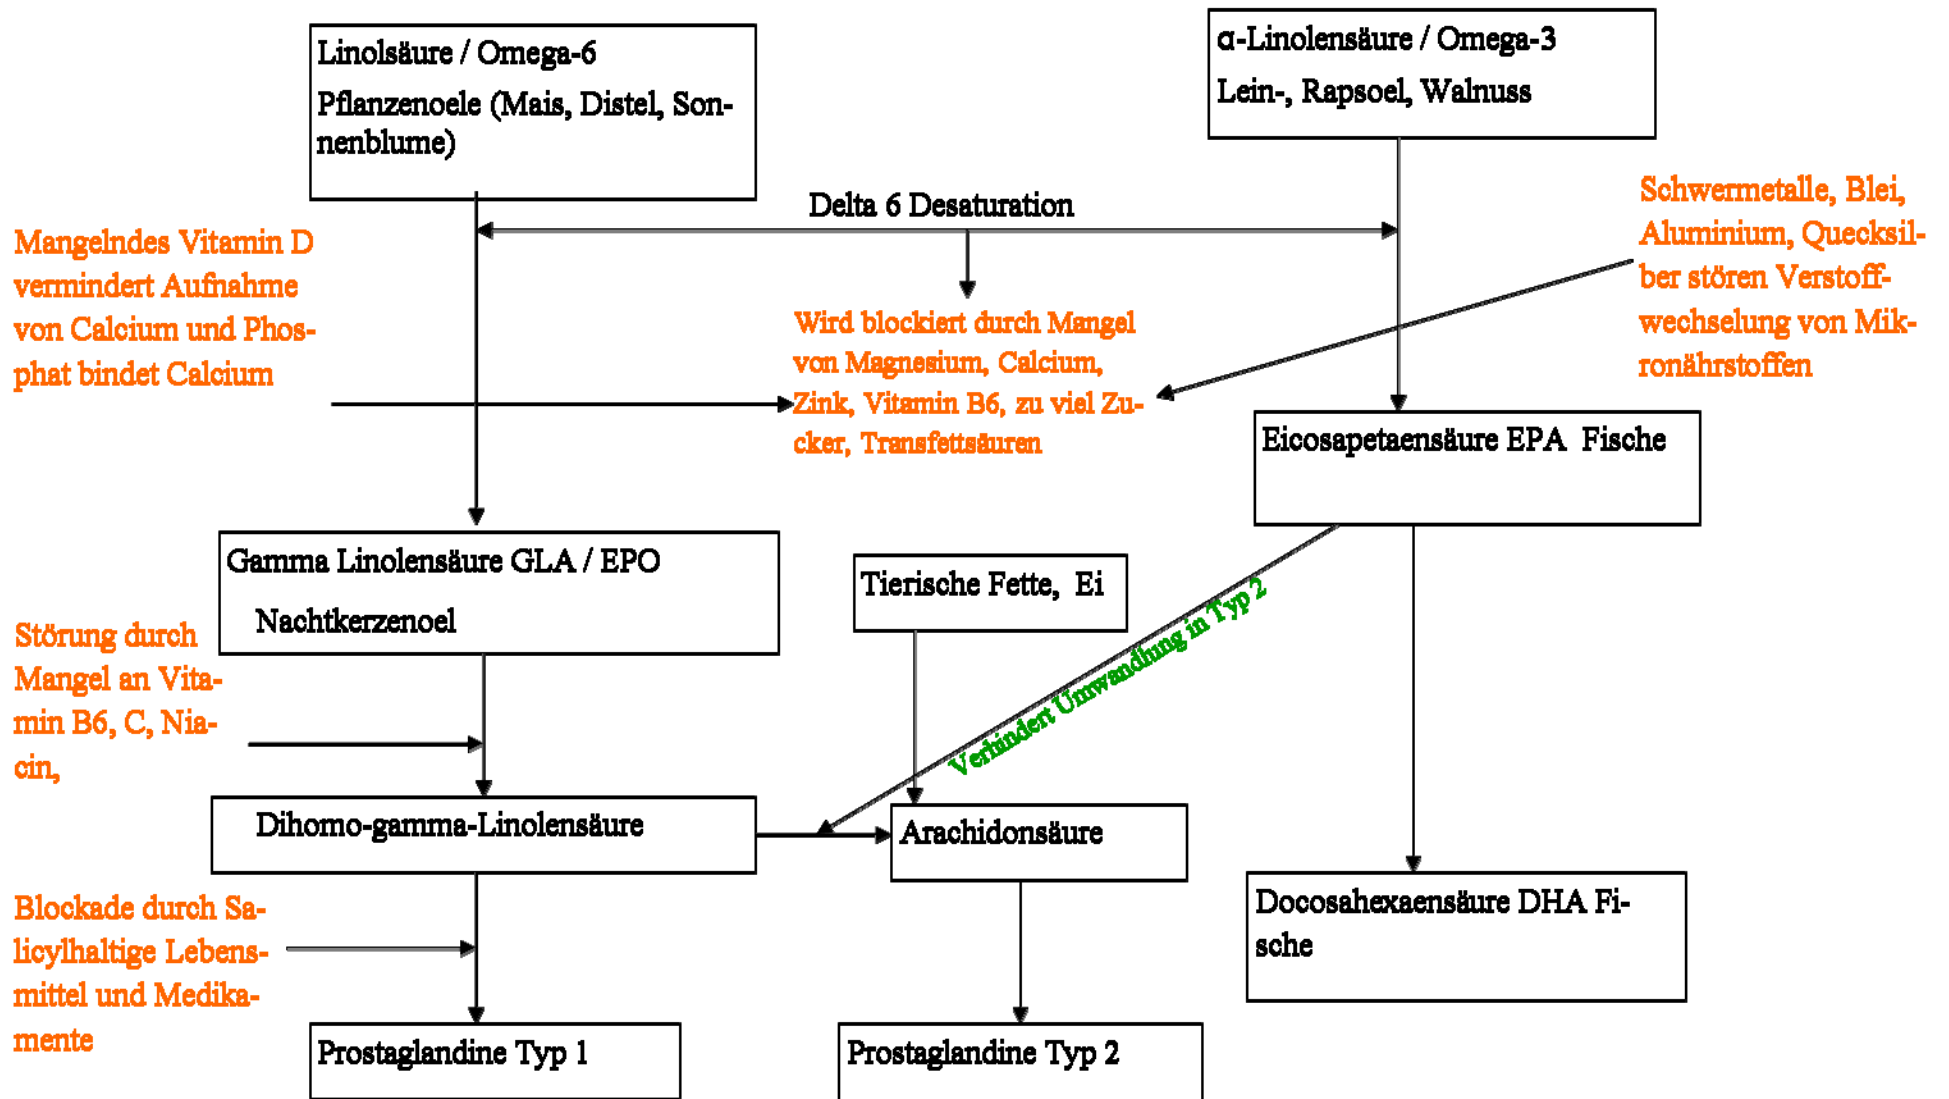 Linolsäure / Omega-6
Pflanzenoele (Mais, Distel, Son-
nenblume)
α-Linolensäure / Omega-3
Lein-, Rapsoel, Walnuss
Delta 6 Desaturation
Mangelndes Vitamin D
vermindert Aufnahme
von Calcium und Phos-
phat bindet Calcium
Wird blockiert durch Mangel
von Magnesium, Calcium,
Zink, Vitamin B6, zu viel Zu-
cker, Transfettsäuren
Schwermetalle, Blei,
Aluminium, Quecksil-
ber stören Verstoff-
wechselung von Mik-
ronährstoffen
Eicosapetaensäure EPA Fische
Gamma Linolensäure GLA / EPO
Nachtkerzenoel
Tierische Fette, Ei
Verhindert Umwandlung in Typ 2
Störung durch
Mangel an Vita-
min B6, C, Nia-
cin,
Dihomo-gamma-Linolensäure
Arachidonsäure
Docosahexaensäure DHA Fi-
sche
Blockade durch Sa-
licylhaltige Lebens-
mittel und Medika-
mente
Prostaglandine Typ 1
Prostaglandine Typ 2